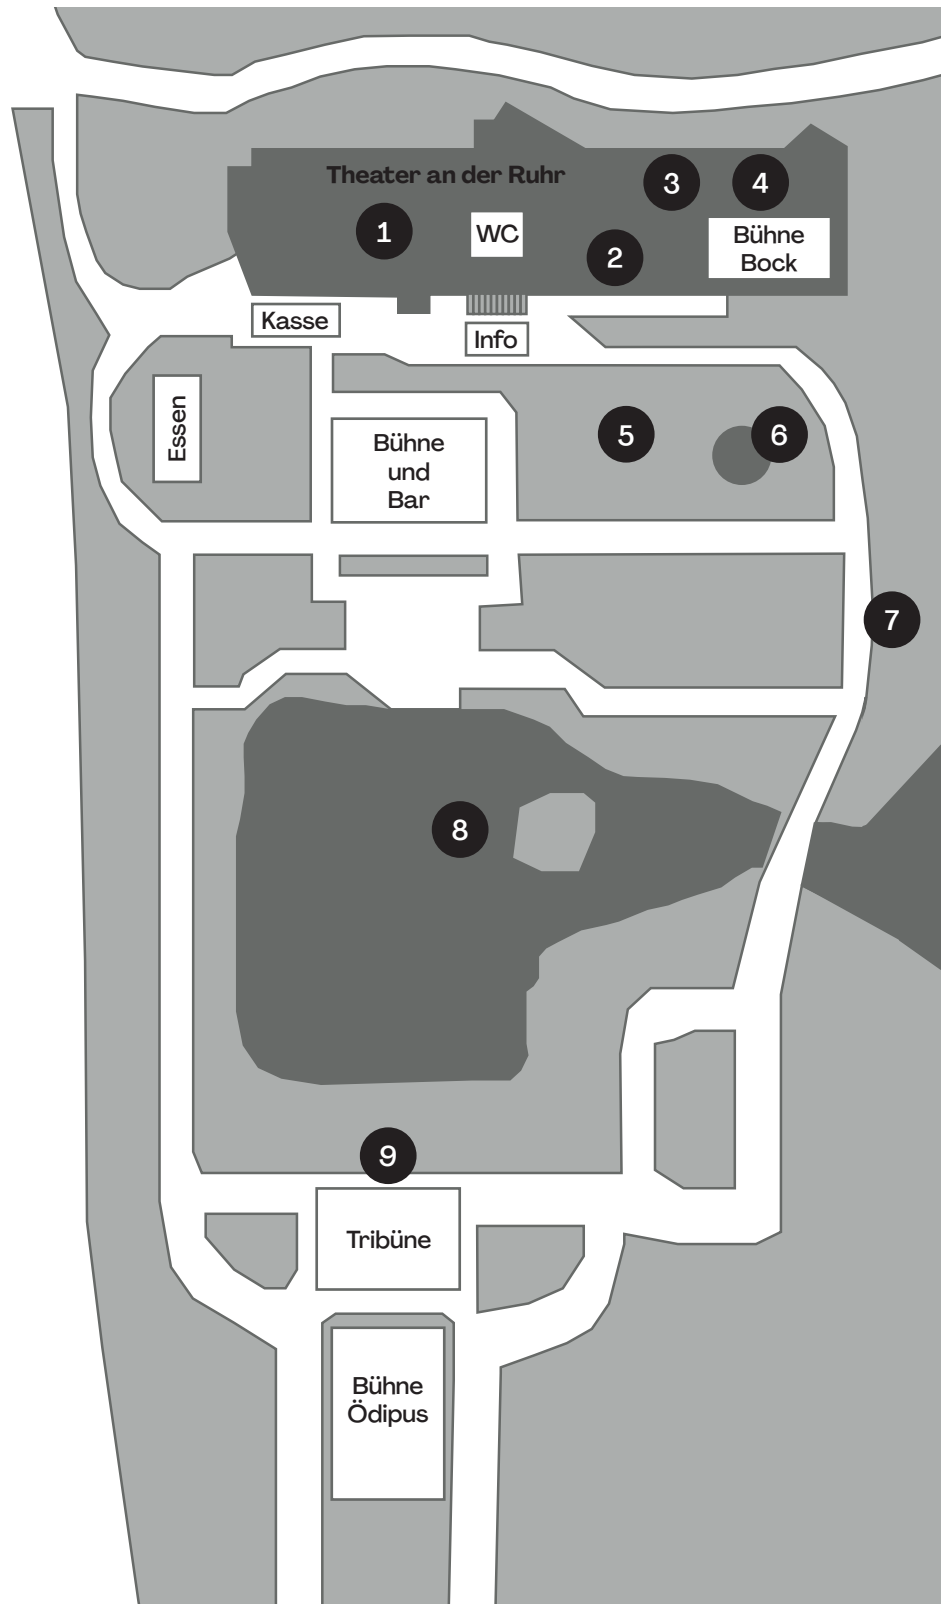 Theater an der Ruhr
3
4
1
WC
2
Bühne
Bock
Kasse
Info
Essen
Bühne
und
Bar
5
6
7
8
9
Tribüne
Bühne
Ödipus